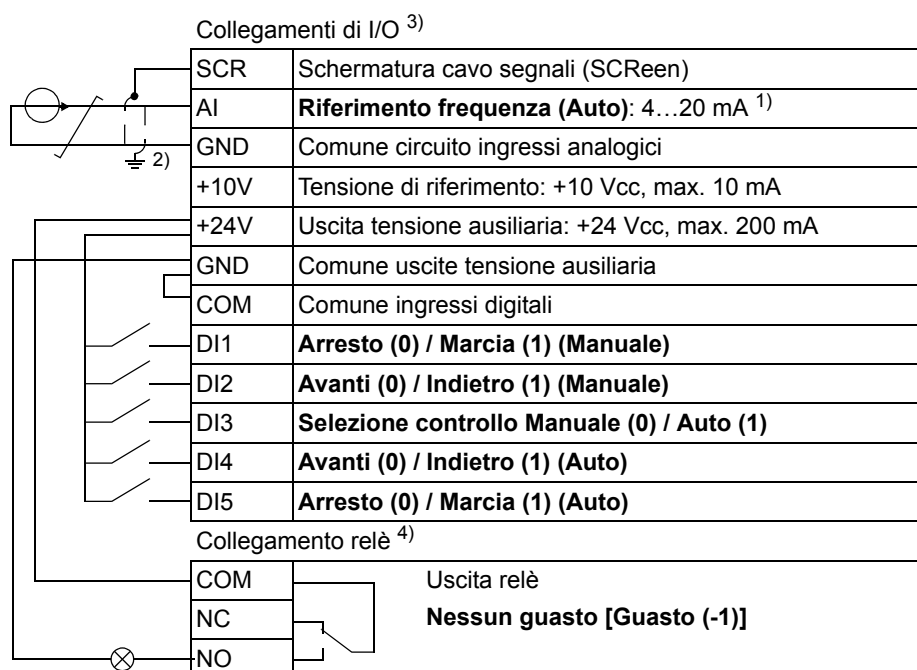 Collegamenti di I/O 3)
SCR Schermatura cavo segnali (SCReen)
AI Riferimento frequenza (Auto): 4…20 mA 1)
GND Comune circuito ingressi analogici
2)
+10V Tensione di riferimento: +10 Vcc, max. 10 mA
+24V Uscita tensione ausiliaria: +24 Vcc, max. 200 mA
GND Comune uscite tensione ausiliaria
COM Comune ingressi digitali
DI1 Arresto (0) / Marcia (1) (Manuale)
DI2 Avanti (0) / Indietro (1) (Manuale)
DI3 Selezione controllo Manuale (0) / Auto (1)
DI4 Avanti (0) / Indietro (1) (Auto)
DI5 Arresto (0) / Marcia (1) (Auto)
Collegamento relè 4)
COM Uscita relè
NC Nessun guasto [Guasto (-1)]
NO